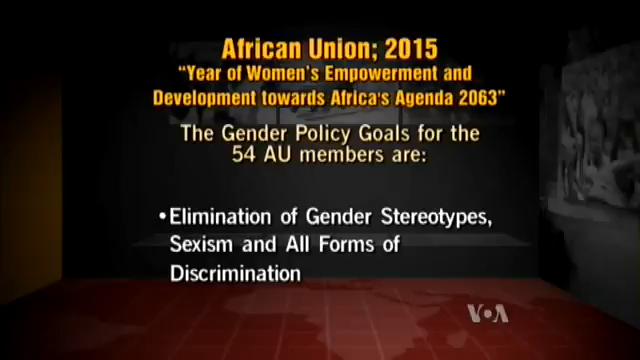 African Union; 2015
“Year of Women's Empowerment and
Development towards Africa's Agenda 2063”
The Gender Policy Goals for the
54 AU members are:
•Elimination of Gender Stereotypes,
Sexism and All Forms of
Discrimination
VOA